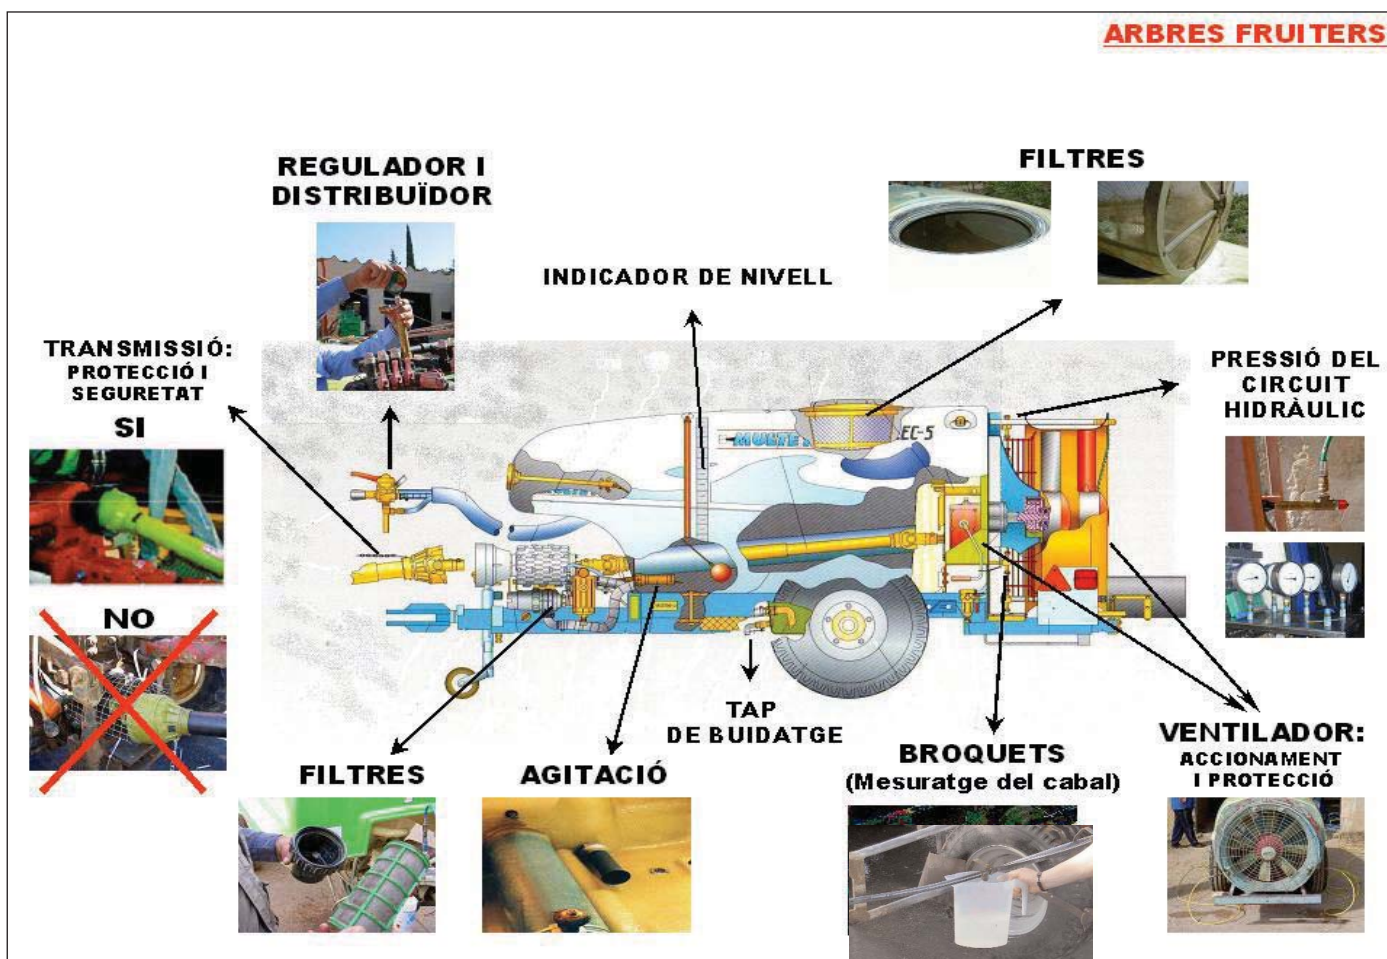 ARBRES FRUITERS
REGULADOR I
DISTRIBUÏDOR
FILTRES
INDICADOR DE NIVELL
TRANSMISSIÓ:
PROTECCIÓ I
SEGURETAT
SI
NO
PRESSIÓ DEL
CIRCUIT
HIDRÀULIC
EC-5
TAP
DE BUIDATGE
FILTRES
AGITACIÓ
BROQUETS
(Mesuratge del cabal)
VENTILADOR:
ACCIONAMENT
I PROTECCIÓ